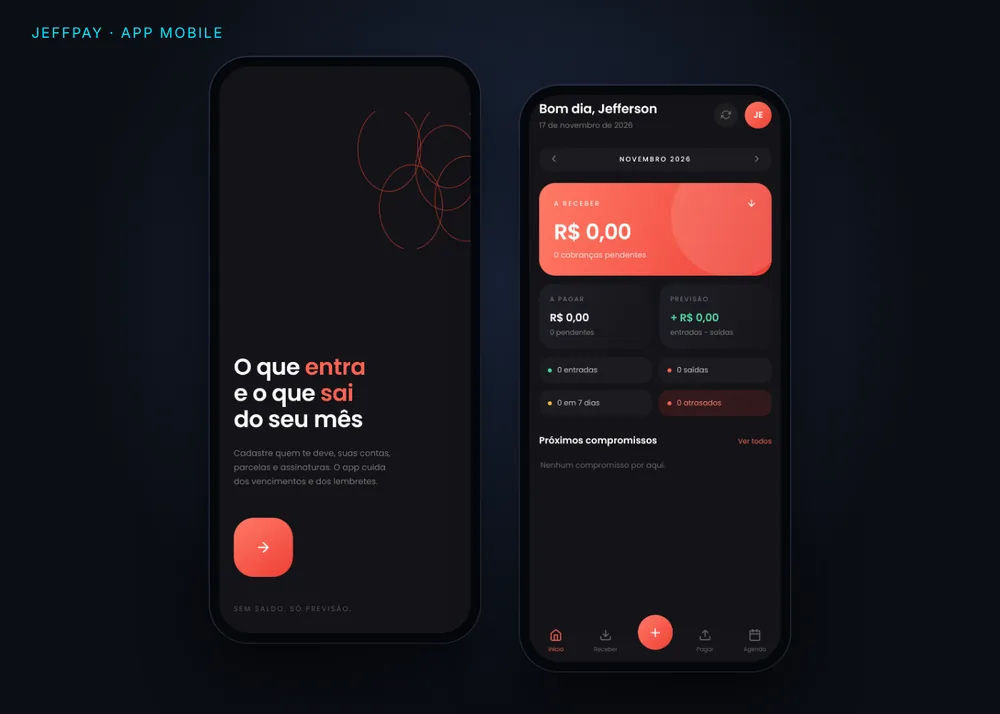 JEFFPAY · APP MOBILE
O que entra
e o que sai
do seu mês
Cadastre quem te deve, suas contas,
parcelas e assinaturas. O app cuida
dos vencimentos e dos lembretes.
SEM SALDO. SÓ PREVISÃO.
Bom dia, Jefferson
17 de novembro de 2026
JE
NOVEMBRO 2026
A RECEBER
R$ 0,00
0 cobranças pendentes
A PAGAR
R$ 0,00
0 pendentes
PREVISÃO
+ R$ 0,00
entradas - saídas
0 entradas
0 saídas
0 em 7 dias
0 atrasados
Próximos compromissos
Ver todos
Nenhum compromisso por aqui.
Início
Receber
Pagar
Agenda